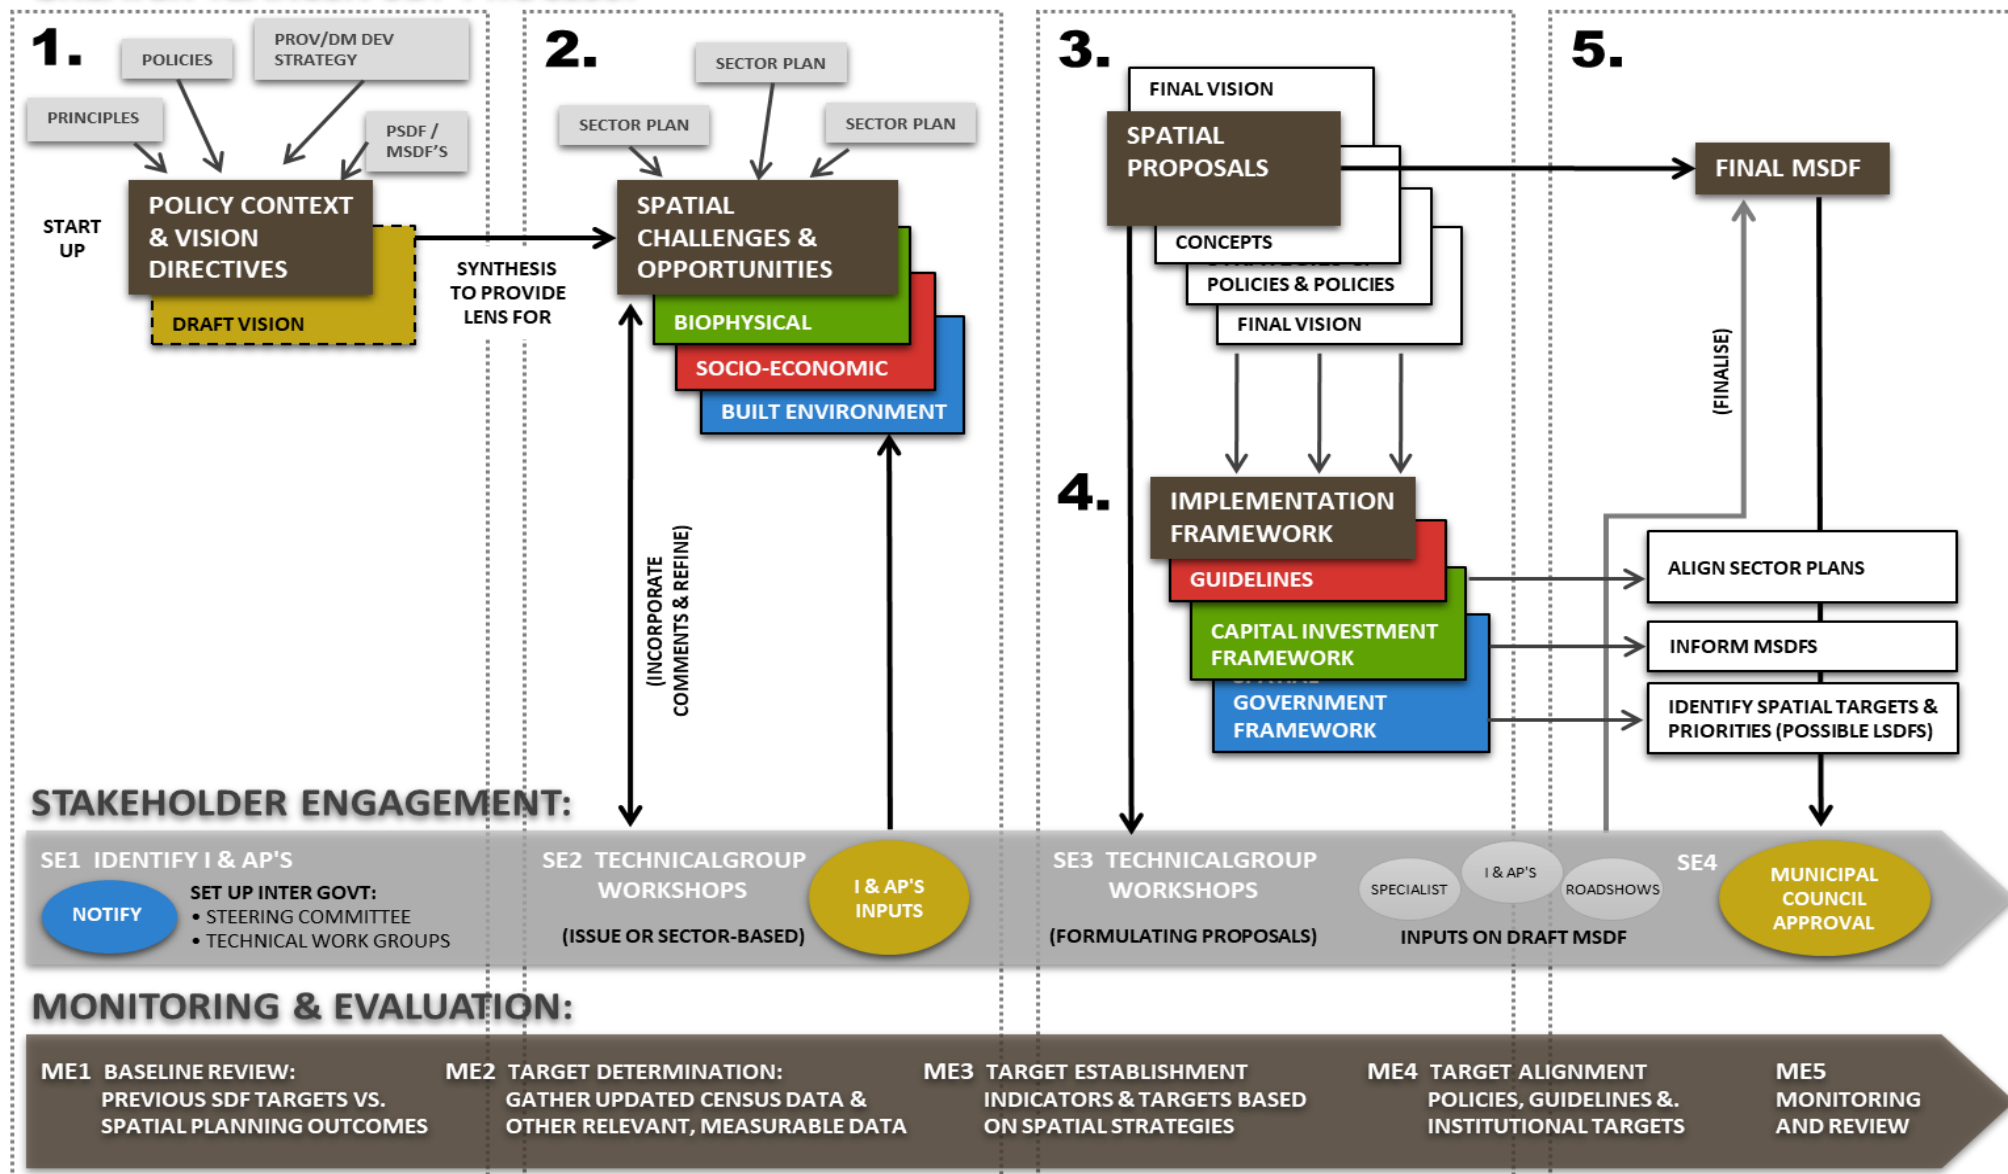 1.
POLICIES
PROV/DM DEV
STRATEGY
PRINCIPLES
PSDF /
MSDF'S
START
UP
POLICY CONTEXT
& VISION
DIRECTIVES
DRAFT VISION
SYNTHESIS
TO PROVIDE
LENS FOR
2.
SECTOR PLAN
SECTOR PLAN
SECTOR PLAN
SPATIAL
CHALLENGES &
OPPORTUNITIES
BIOPHYSICAL
SOCIO-ECONOMIC
BUILT ENVIRONMENT
(INCORPORATE
COMMENTS & REFINE)
3.
FINAL VISION
SPATIAL
PROPOSALS
CONCEPTS
POLICIES & POLICIES
FINAL VISION
4.
IMPLEMENTATION
FRAMEWORK
GUIDELINES
CAPITAL INVESTMENT
FRAMEWORK
GOVERNMENT
FRAMEWORK
5.
FINAL MSDF
(FINALISE)
ALIGN SECTOR PLANS
INFORM MSDFS
IDENTIFY SPATIAL TARGETS &
PRIORITIES (POSSIBLE LSDFS)
STAKEHOLDER ENGAGEMENT:
SE1 IDENTIFY I & AP'S
NOTIFY
SET UP INTER GOVT:
• STEERING COMMITTEE
• TECHNICAL WORK GROUPS
SE2 TECHNICALGROUP
WORKSHOPS
(ISSUE OR SECTOR-BASED)
I & AP'S
INPUTS
SE3 TECHNICALGROUP
WORKSHOPS
(FORMULATING PROPOSALS)
SPECIALIST
I & AP'S
ROADSHOWS
INPUTS ON DRAFT MSDF
SE4
MUNICIPAL
COUNCIL
APPROVAL
MONITORING & EVALUATION:
ME1 BASELINE REVIEW:
PREVIOUS SDF TARGETS VS.
SPATIAL PLANNING OUTCOMES
ME2 TARGET DETERMINATION:
GATHER UPDATED CENSUS DATA &
OTHER RELEVANT, MEASURABLE DATA
ME3 TARGET ESTABLISHMENT
INDICATORS & TARGETS BASED
ON SPATIAL STRATEGIES
ME4 TARGET ALIGNMENT
POLICIES, GUIDELINES &.
INSTITUTIONAL TARGETS
ME5
MONITORING
AND REVIEW